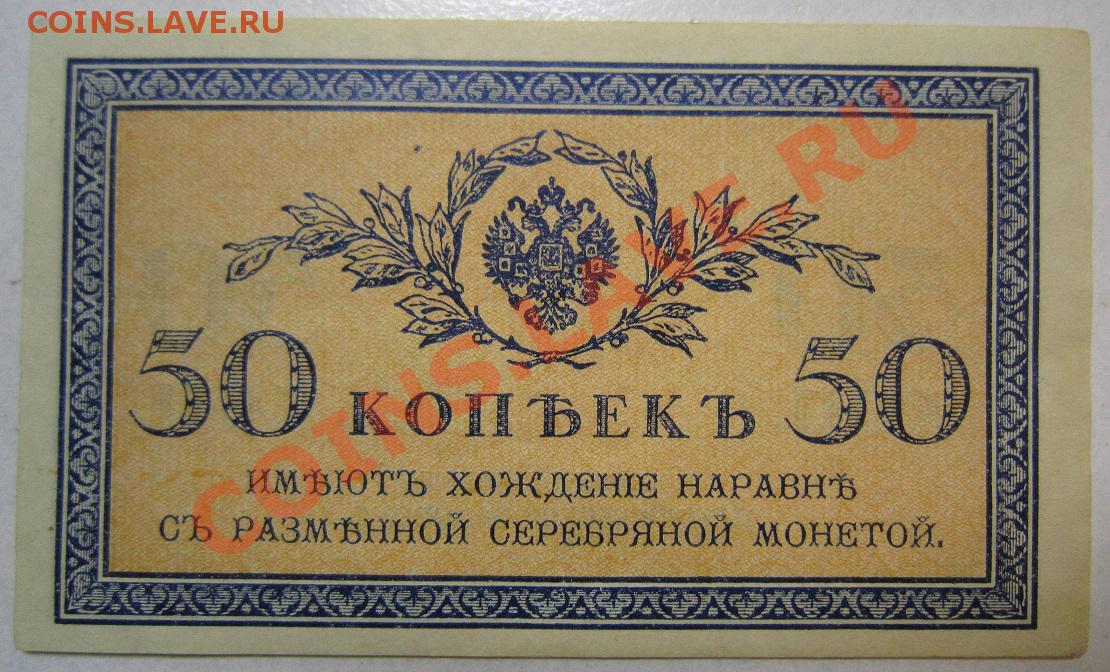 COINS.LAVE.RU
COINS.LAVE.RU
50 КОПѢЕКЪ 50
ИМѢЮТЪ ХОЖДЕНІЕ НАРАВНѢ
СЪ РАЗМѢННОЙ СЕРЕБРЯНОЙ МОНЕТОЙ.